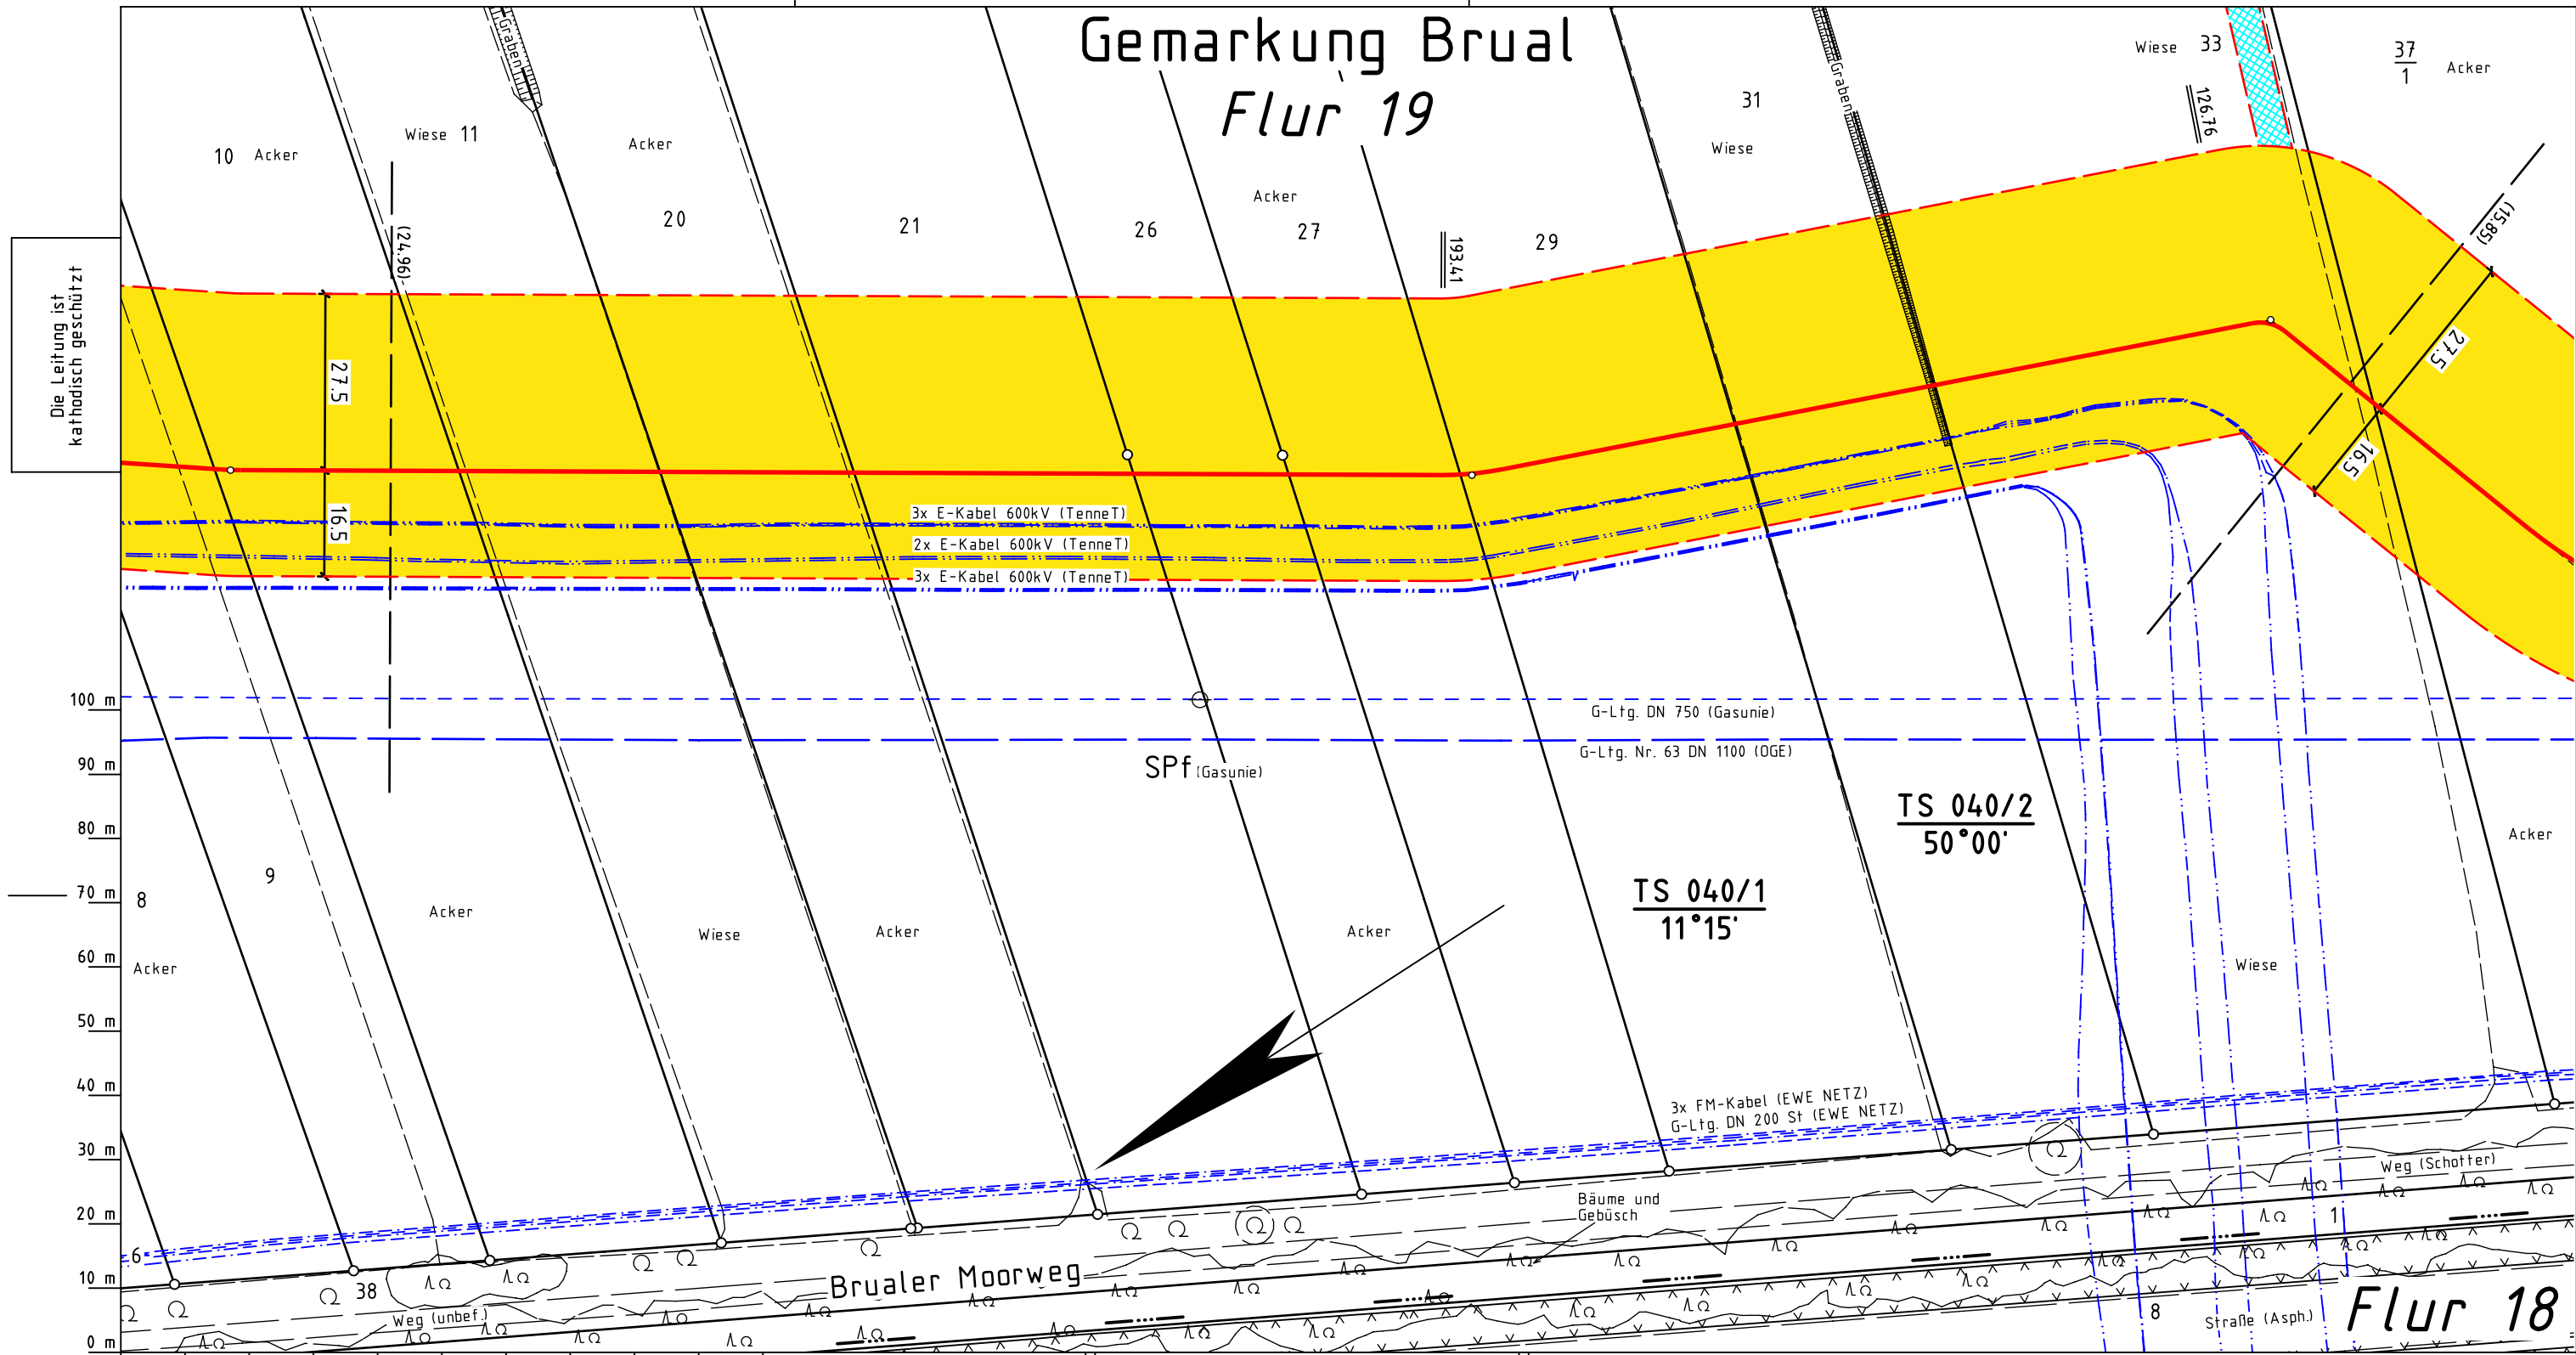 Gemarkung Brual
Flur 19
Graben
Graben
Wiese 33
37
1
Acker
126.76
10 Acker
Wiese 11
Acker
31
Wiese
Acker
20
21
26
27
29
(24.96)
193.41
(15.85)
Die Leitung ist
kathodisch geschützt
27.5
16.5
27.5
16.5
3x E-Kabel 600kV (TenneT)
2x E-Kabel 600kV (TenneT)
3x E-Kabel 600kV (TenneT)
100 m
G-Ltg. DN 750 (Gasunie)
G-Ltg. Nr. 63 DN 1100 (OGE)
90 m
SPf (Gasunie)
80 m
TS 040/2
50°00'
Acker
70 m
8
9
Acker
TS 040/1
11°15'
Wiese
Acker
Acker
60 m
Acker
Wiese
50 m
40 m
3x FM-Kabel (EWE NETZ)
G-Ltg. DN 200 St (EWE NETZ)
30 m
Weg (Schotter)
20 m
Bäume und
Gebüsch
1
6
10 m
38
Brualer Moorweg
Weg (unbef.)
8
Straße (Asph.)
Flur 18
0 m